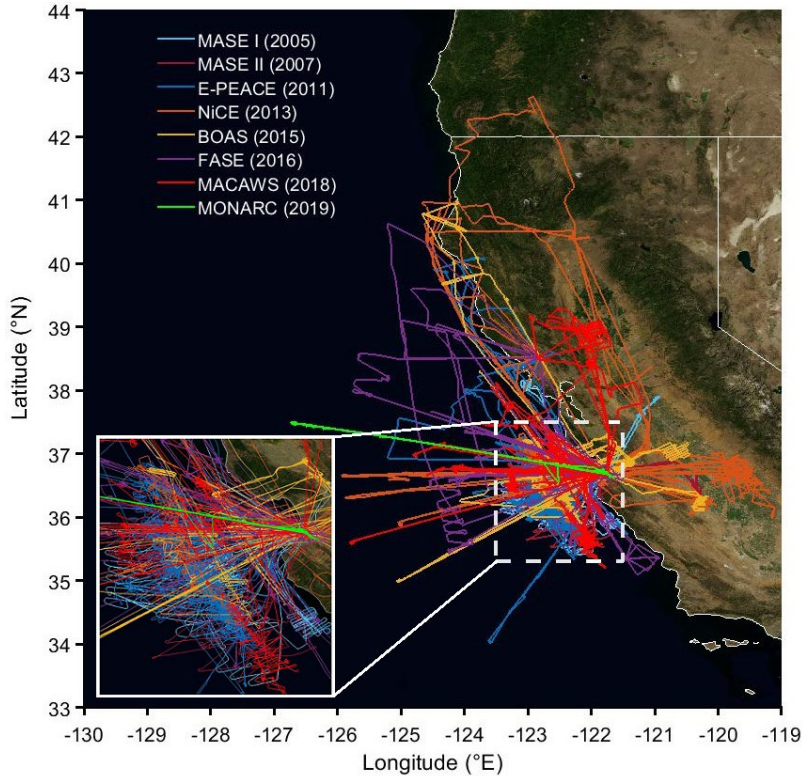 44
43
42
41
40
39
38
37
36
35
34
33
Latitude (°N)
MASE I (2005)
MASE II (2007)
E-PEACE (2011)
NiCE (2013)
BOAS (2015)
FASE (2016)
MACAWS (2018)
MONARC (2019)
-130 -129 -128 -127 -126 -125 -124 -123 -122 -121 -120 -119
Longitude (°E)